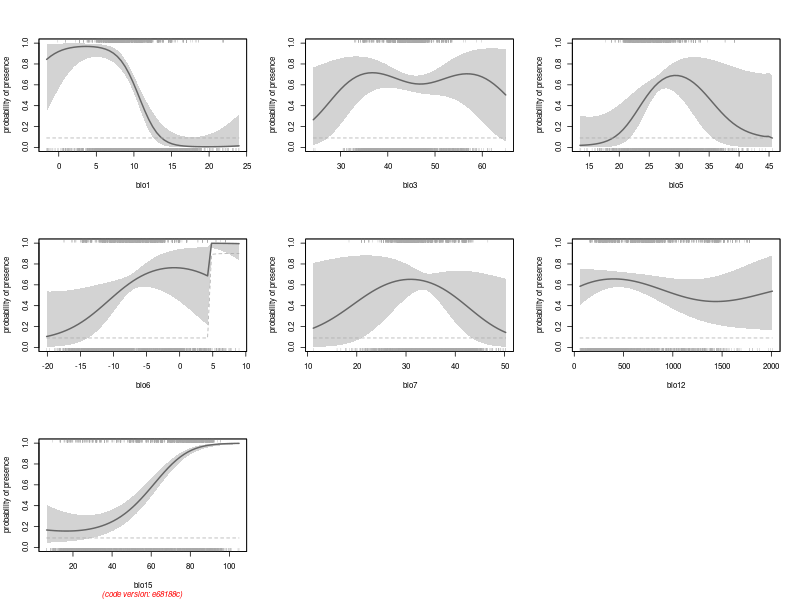 probability of presence
0.0 0.2 0.4 0.6 0.8 1.0
0 5 10 15 20 25
bio1
probability of presence
0.0 0.2 0.4 0.6 0.8 1.0
30 40 50 60
bio3
probability of presence
0.0 0.2 0.4 0.6 0.8 1.0
15 20 25 30 35 40 45
bio5
probability of presence
0.0 0.2 0.4 0.6 0.8 1.0
-20 -15 -10 -5 0 5 10
bio6
probability of presence
0.0 0.2 0.4 0.6 0.8 1.0
10 20 30 40 50
bio7
probability of presence
0.0 0.2 0.4 0.6 0.8 1.0
0 500 1000 1500 2000
bio12
probability of presence
0.0 0.2 0.4 0.6 0.8 1.0
20 40 60 80 100
bio15
(code version: e68188c)